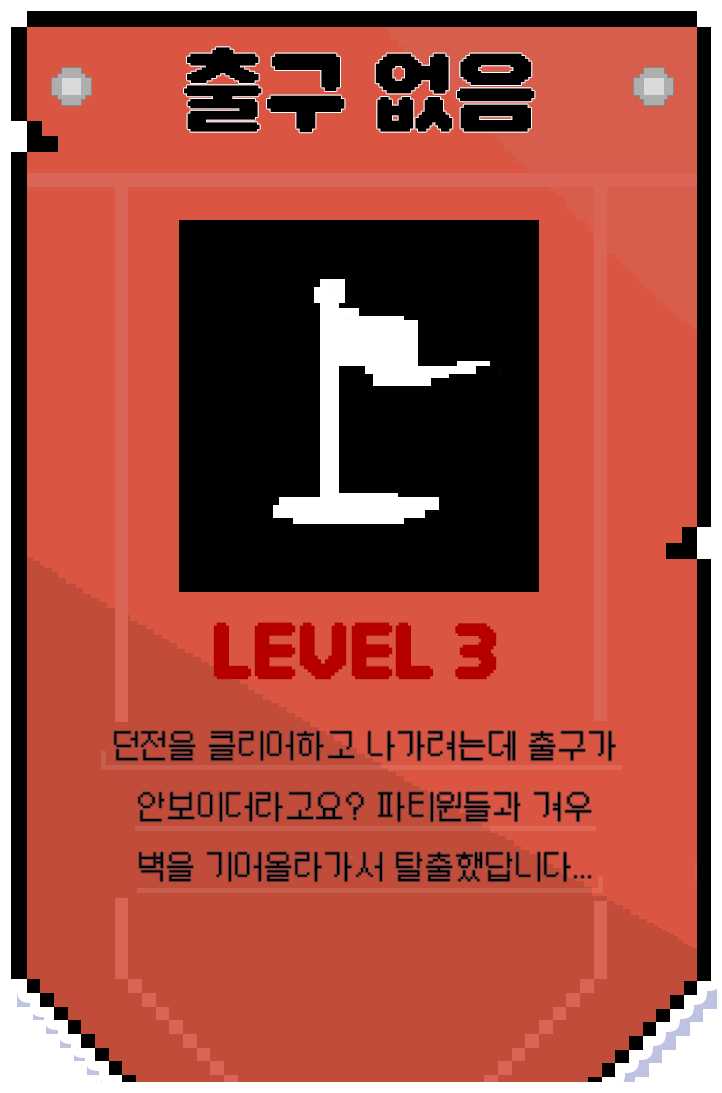 출구 없음
LEVEL 3
던전을 클리어하고 나가려는데 출구가
안보이더라고요? 파티원들과 겨우
벽을 기어올라가서 탈출했답니다...